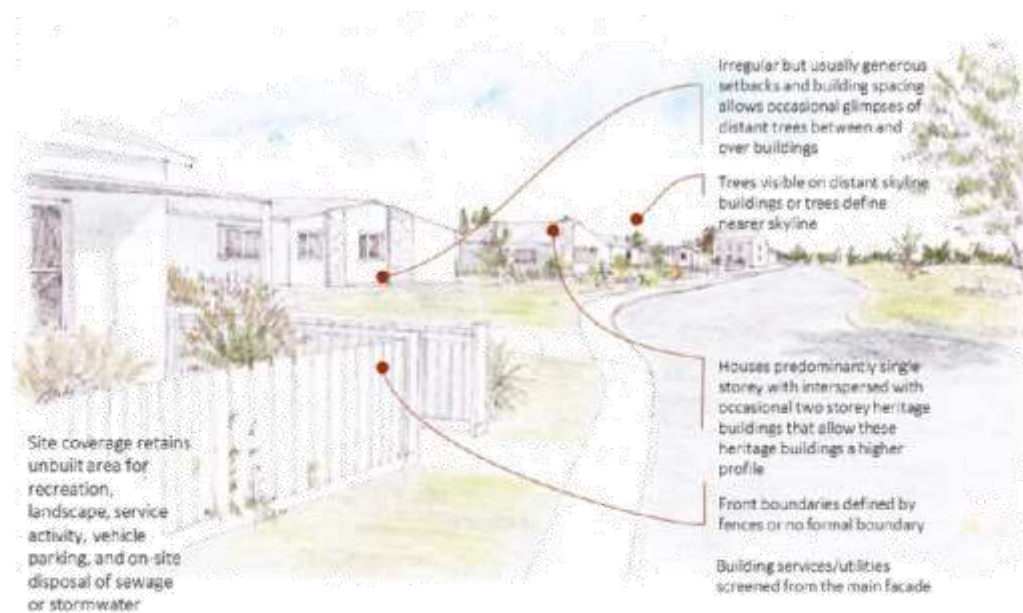 Irregular but usually generous
setbacks and building spacing
allows occasional glimpses of
distant trees between and
over buildings
Trees visible on distant skyline
buildings or trees define
nearer skyline
Houses predominantly single
storey with interspersed with
occasional two storey heritage
buildings that allow these
heritage buildings a higher
profile
Front boundaries defined by
fences or no formal boundary
Building services/utilities
screened from the main facade
Site coverage retains
unbuilt area for
recreation,
landscape, service
activity, vehicle
parking, and on-site
disposal of sewage
or stormwater